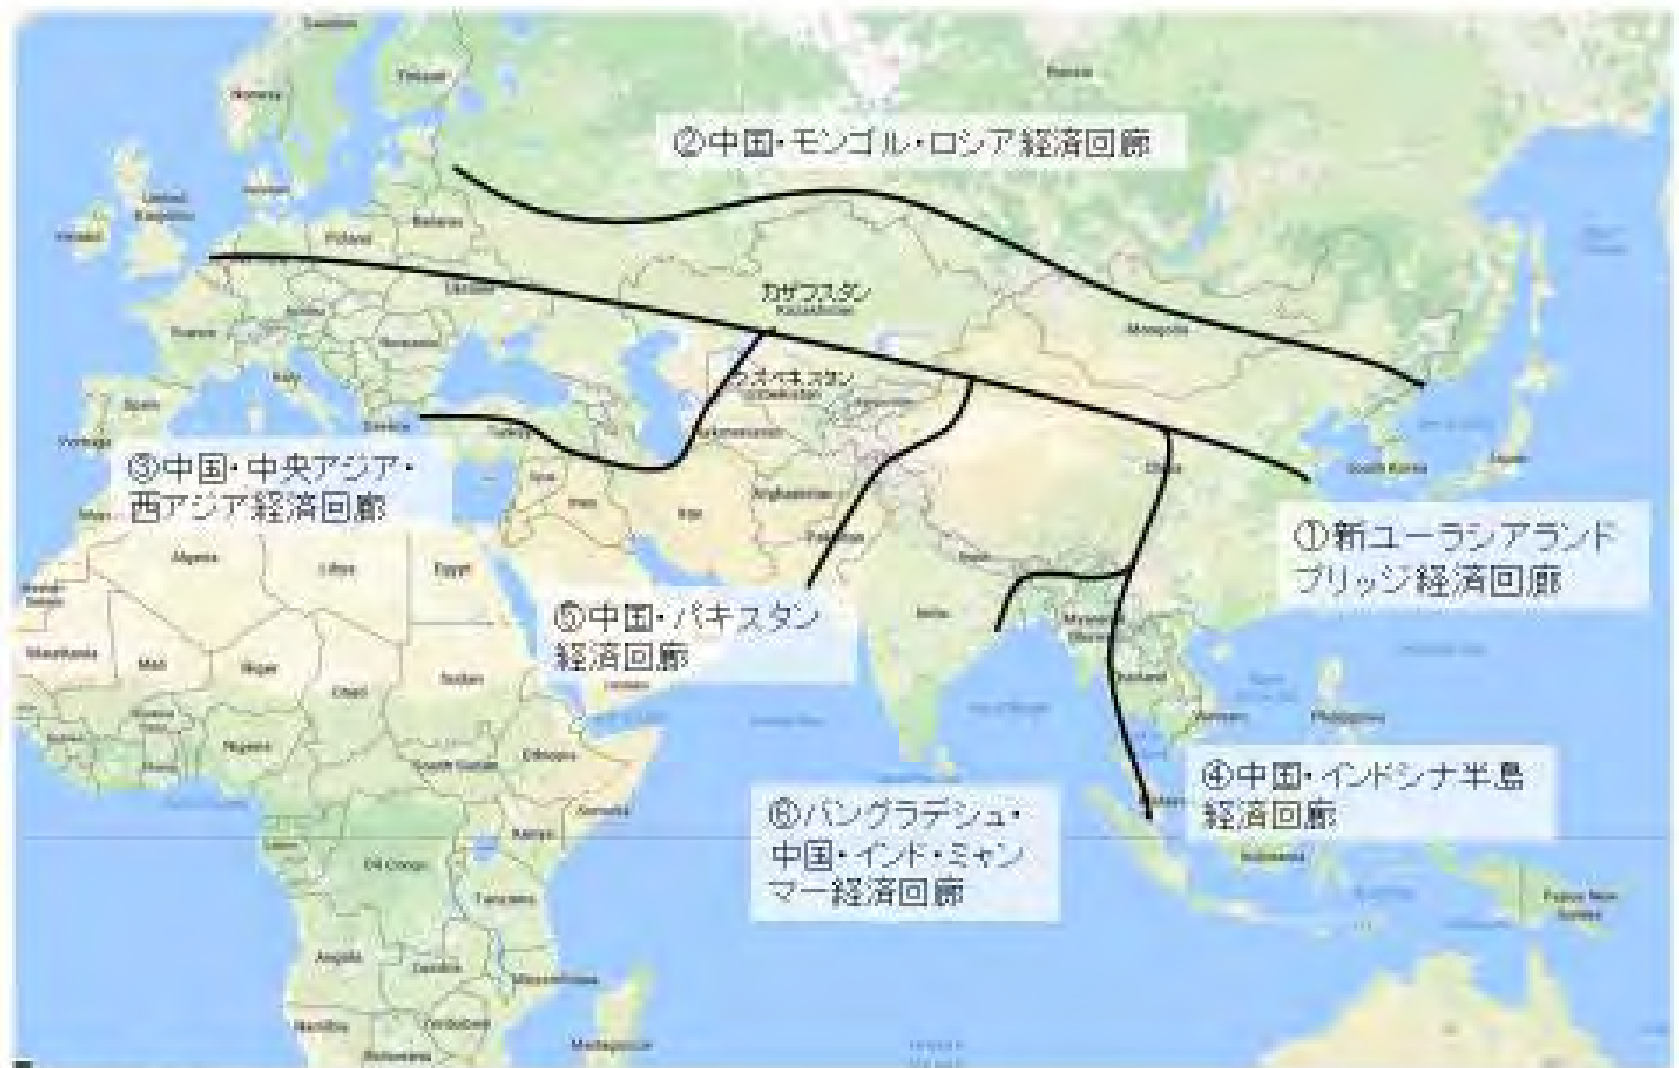 Sweden
Finland
Russia
Norway
②中国・モンゴル・ロシア経済回廊
United
Kingdom
Belarus
Poland
Ukraine
カザフスタン
Kazakhstan
France
Mongolia
Romania
Italy
ウズベキスタン
Uzbekistan
Spain
Greece
Turkey
Turkmenistan
Portugal
China
South Korea
Japan
③中国・中央アジア・
西アジア経済回廊
Syria
Iraq
Iran
Afghanistan
Pakistan
①新ユーラシアランド
ブリッジ経済回廊
Algeria
Libya
Egypt
Nepal
⑤中国・パキスタン
経済回廊
India
Myanmar
(Burma)
Mauritania
Mali
Niger
Chad
Sudan
Thailand
Vietnam
Philippines
Nigeria
Ethiopia
South Sudan
④中国・インドシナ半島
経済回廊
Somalia
⑥バングラデシュ・
中国・インド・ミャン
マー経済回廊
Kenya
DR Congo
Indonesia
Tanzania
Papua New
Guinea
Angola
Zambia
Mozambique
Namibia
Zimbabwe
Madagascar
Botswana